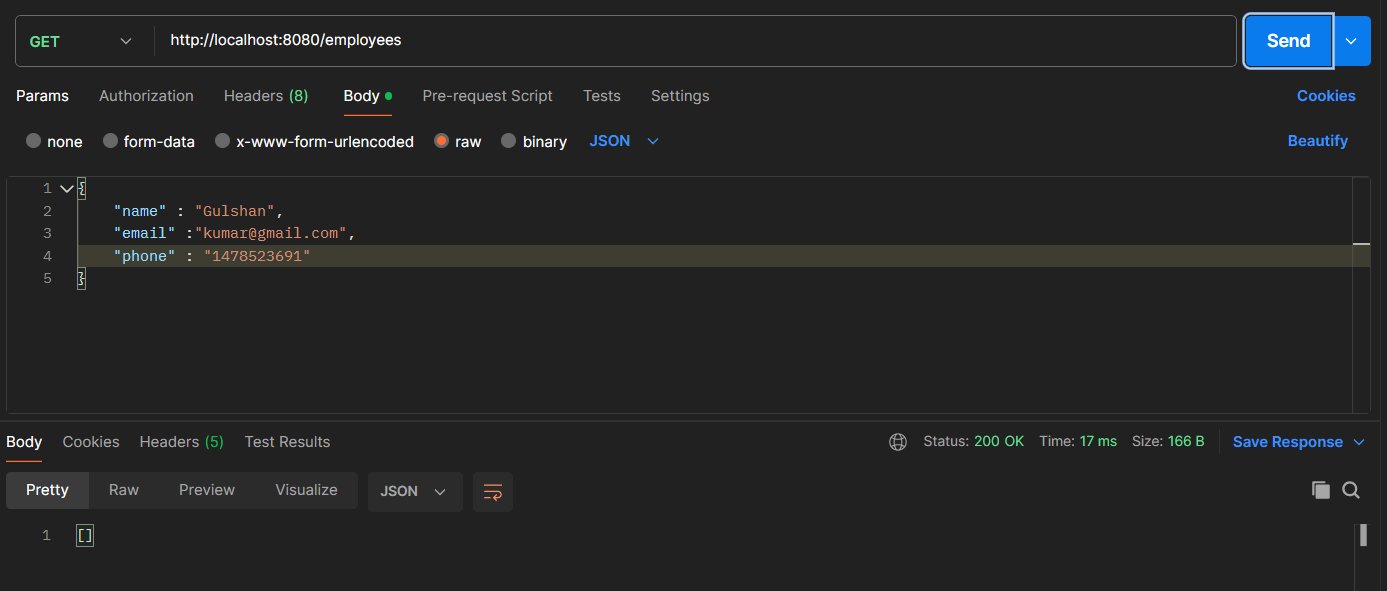 GET http://localhost:8080/employees Send
Params Authorization Headers (8) Body Pre-request Script Tests Settings Cookies
none form-data x-www-form-urlencoded raw binary JSON Beautify
1 {
2 "name" : "Gulshan",
3 "email" :"kumar@gmail.com",
4 "phone" : "1478523691"
5 }
Body Cookies Headers (5) Test Results Status: 200 OK Time: 17 ms Size: 166 B Save Response
Pretty Raw Preview Visualize JSON
1 []